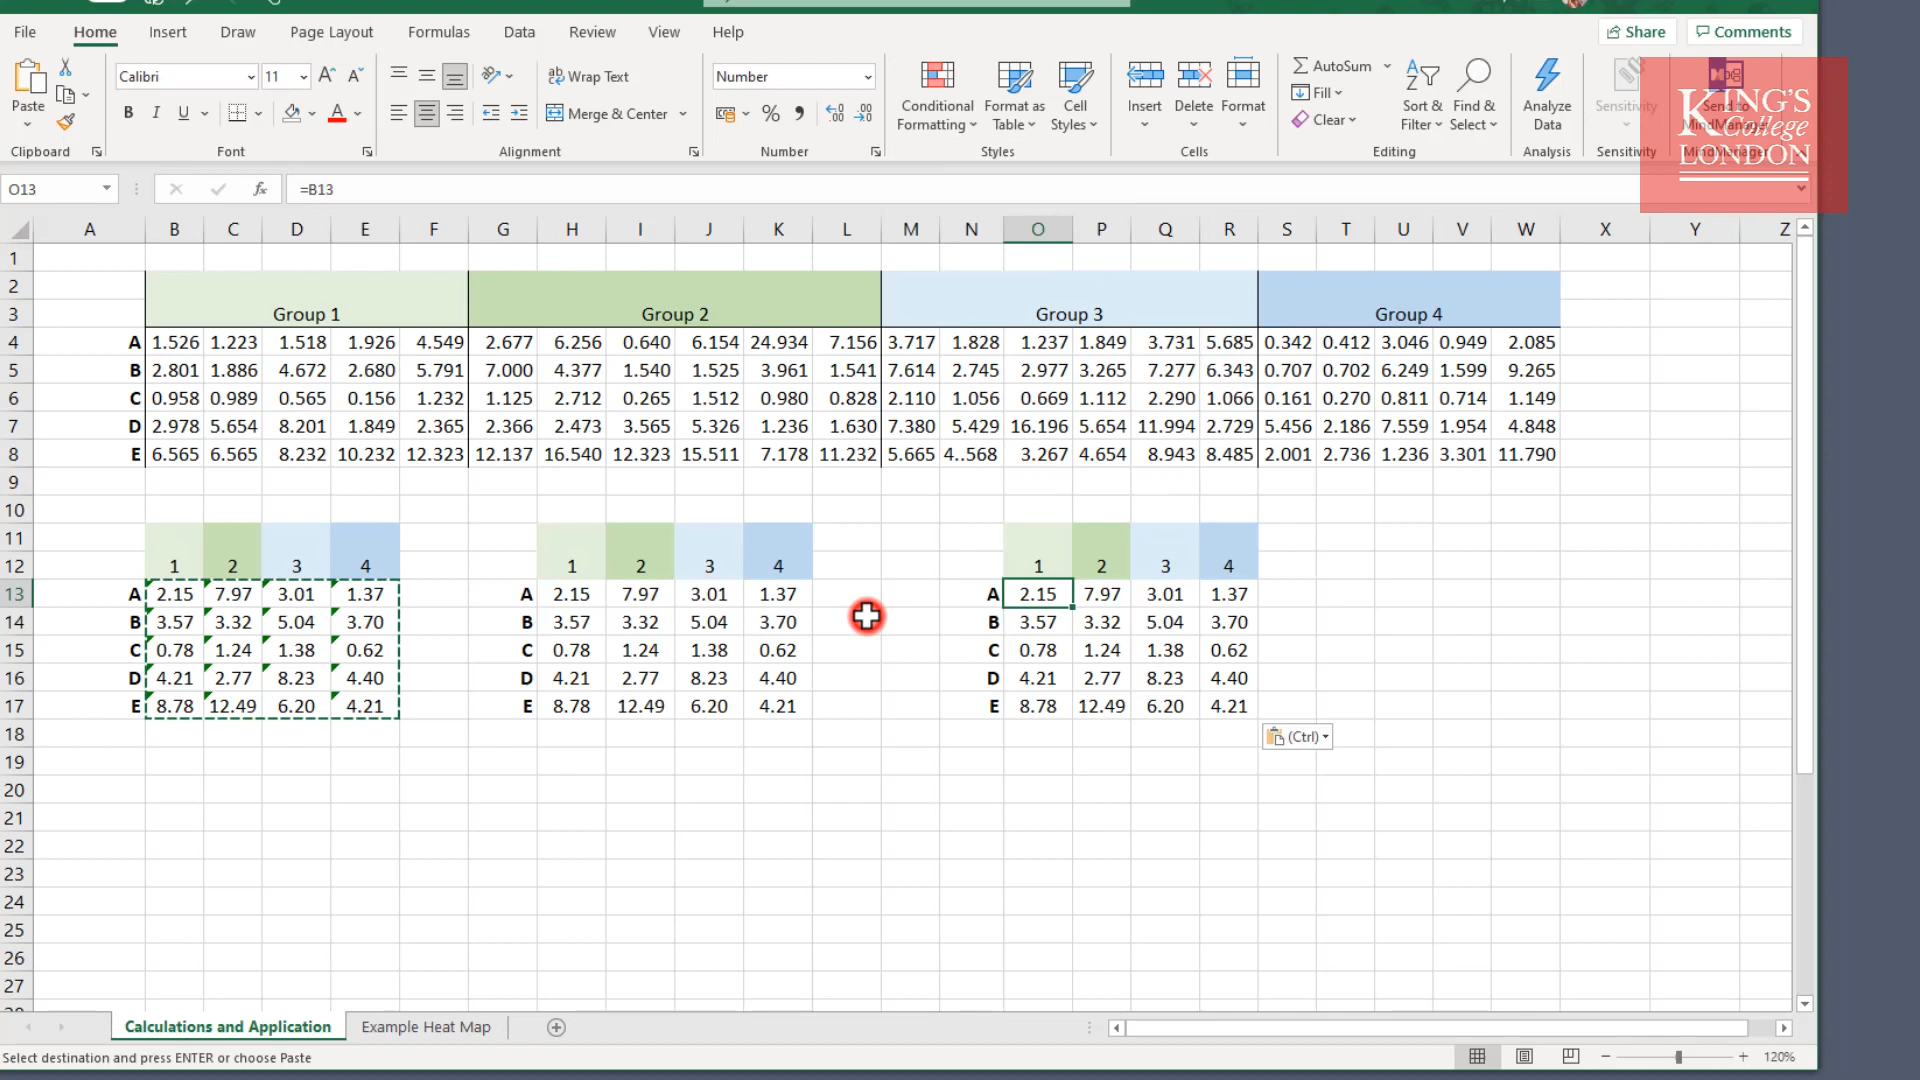 File Home Insert Draw Page Layout Formulas Data Review View Help Share Comments
Paste Calibri 11 A A Wrap Text Number Conditional Formatting Format as Table Cell Styles Insert Delete Format AutoSum Fill Clear Sort & Filter Find & Select Analyze Data Sensitivity Send to MindManager
B I U A Merge & Center % 9
KING'S College LONDON
Clipboard Font Alignment Number Styles Cells Editing Analysis Sensitivity MindManager
O13 fx =B13
A B C D E F G H I J K L M N O P Q R S T U V W X Y Z
1
2
3 Group 1 Group 2 Group 3 Group 4
4 A 1.526 1.223 1.518 1.926 4.549 2.677 6.256 0.640 6.154 24.934 7.156 3.717 1.828 1.237 1.849 3.731 5.685 0.342 0.412 3.046 0.949 2.085
5 B 2.801 1.886 4.672 2.680 5.791 7.000 4.377 1.540 1.525 3.961 1.541 7.614 2.745 2.977 3.265 7.277 6.343 0.707 0.702 6.249 1.599 9.265
6 C 0.958 0.989 0.565 0.156 1.232 1.125 2.712 0.265 1.512 0.980 0.828 2.110 1.056 0.669 1.112 2.290 1.066 0.161 0.270 0.811 0.714 1.149
7 D 2.978 5.654 8.201 1.849 2.365 2.366 2.473 3.565 5.326 1.236 1.630 7.380 5.429 16.196 5.654 11.994 2.729 5.456 2.186 7.559 1.954 4.848
8 E 6.565 6.565 8.232 10.232 12.323 12.137 16.540 12.323 15.511 7.178 11.232 5.665 4..568 3.267 4.654 8.943 8.485 2.001 2.736 1.236 3.301 11.790
9
10
11
12 1 2 3 4 1 2 3 4 1 2 3 4
13 A 2.15 7.97 3.01 1.37 A 2.15 7.97 3.01 1.37 A 2.15 7.97 3.01 1.37
14 B 3.57 3.32 5.04 3.70 B 3.57 3.32 5.04 3.70 B 3.57 3.32 5.04 3.70
15 C 0.78 1.24 1.38 0.62 C 0.78 1.24 1.38 0.62 C 0.78 1.24 1.38 0.62
16 D 4.21 2.77 8.23 4.40 D 4.21 2.77 8.23 4.40 D 4.21 2.77 8.23 4.40
17 E 8.78 12.49 6.20 4.21 E 8.78 12.49 6.20 4.21 E 8.78 12.49 6.20 4.21
18 (Ctrl)
19
20
21
22
23
24
25
26
27
Calculations and Application Example Heat Map
Select destination and press ENTER or choose Paste 120%